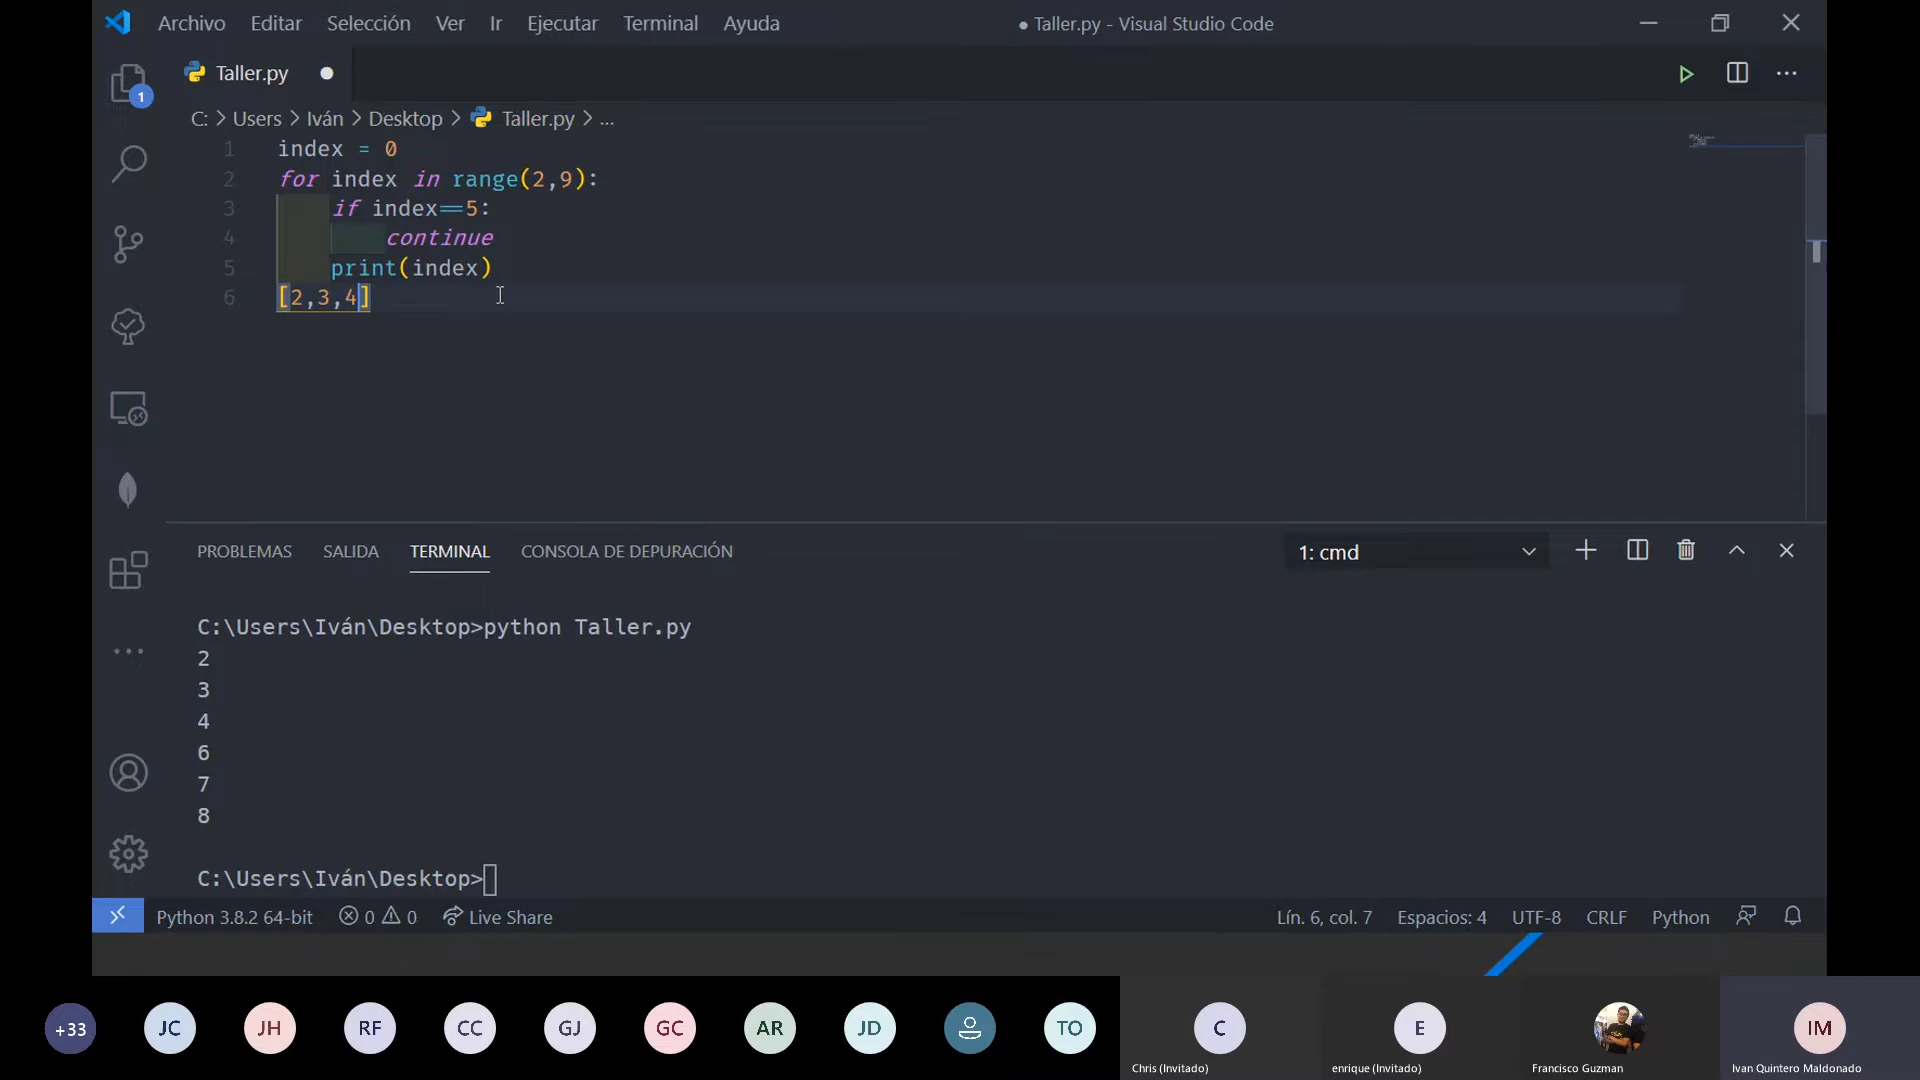 Archivo Editar Selección Ver Ir Ejecutar Terminal Ayuda ● Taller.py - Visual Studio Code
Taller.py ●
1
C: > Users > Iván > Desktop > Taller.py > ...
1 index = 0
2 for index in range(2,9):
3 if index==5:
4 continue
5 print(index)
6 [2,3,4]
PROBLEMAS SALIDA TERMINAL CONSOLA DE DEPURACIÓN 1: cmd
C:\Users\Iván\Desktop>python Taller.py
2
3
4
6
7
8
C:\Users\Iván\Desktop>
Python 3.8.2 64-bit 0 0 Live Share Lín. 6, col. 7 Espacios: 4 UTF-8 CRLF Python
+33 JC JH RF CC GJ GC AR JD TO C E IM
Chris (Invitado) enrique (Invitado) Francisco Guzman Ivan Quintero Maldonado